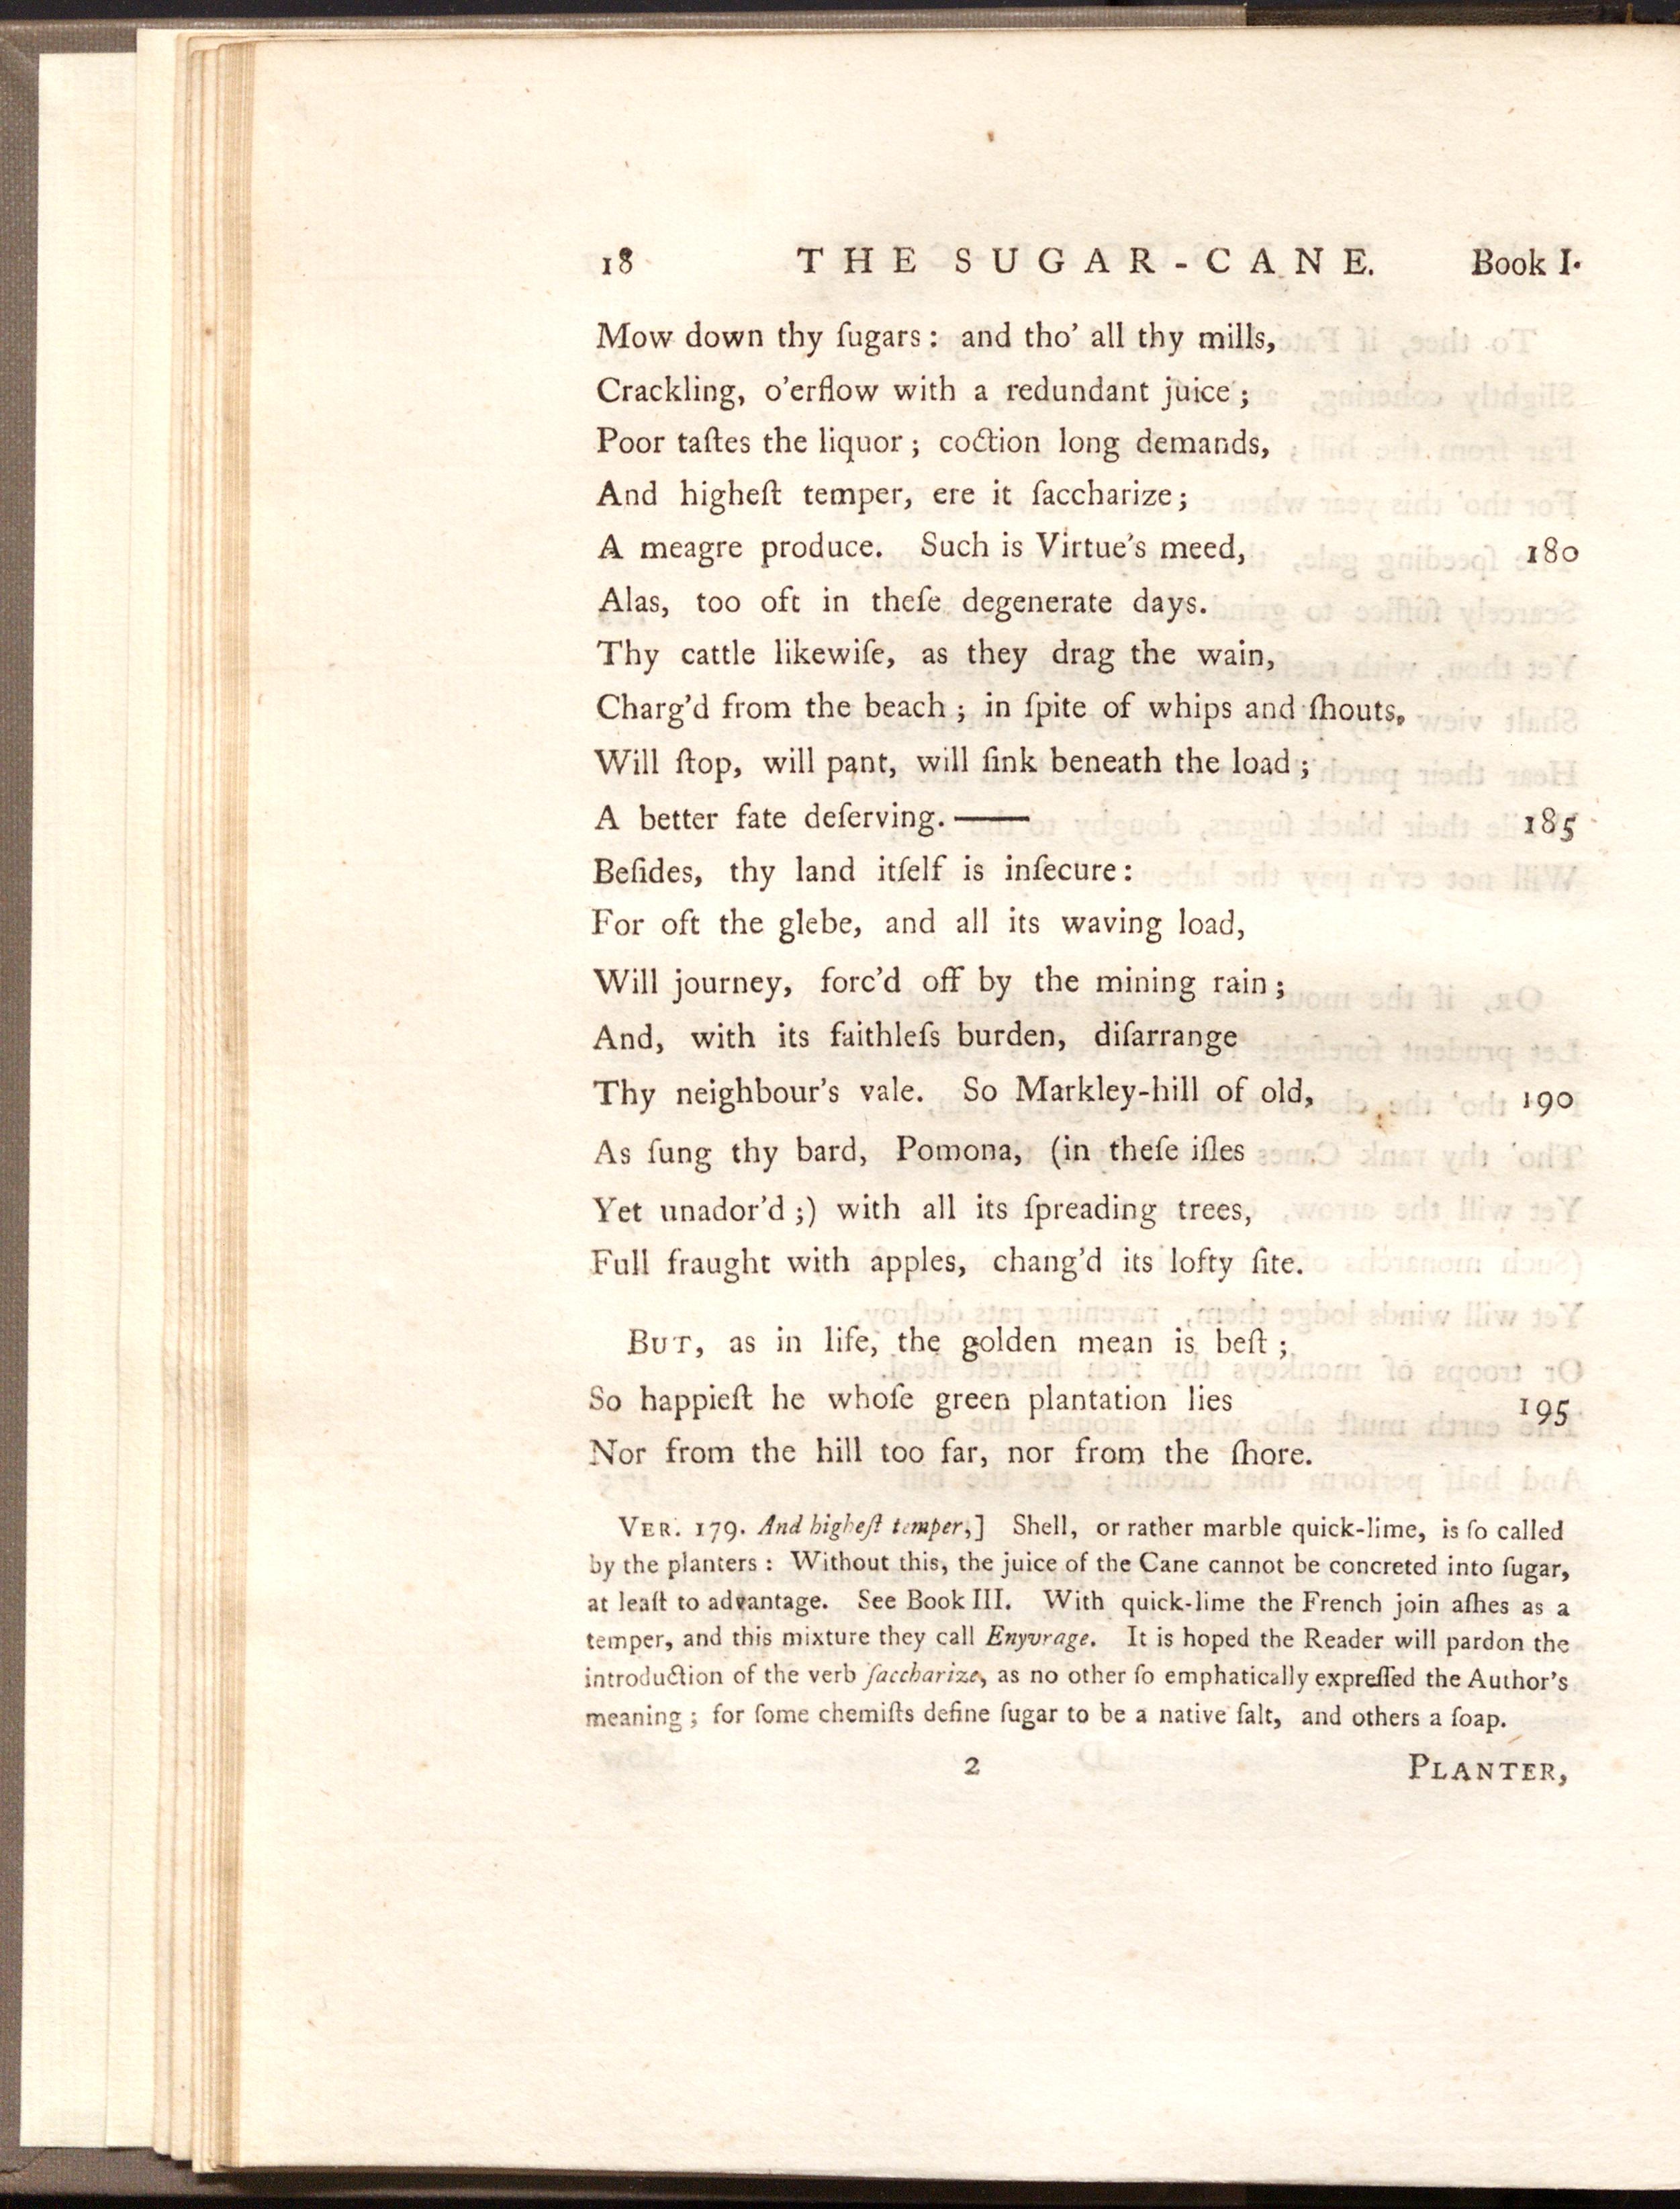 18 THE SUGAR-CANE. Book I.
Mow down thy ſugars: and tho' all thy mills,
Crackling, o'erflow with a redundant juice;
Poor taſtes the liquor; coction long demands,
And higheſt temper, ere it ſaccharize;
A meagre produce. Such is Virtue's meed, 180
Alas, too oft in theſe degenerate days.
Thy cattle likewiſe, as they drag the wain,
Charg'd from the beach; in ſpite of whips and ſhouts,
Will ſtop, will pant, will ſink beneath the load;
A better fate deſerving.—— 185
Beſides, thy land itſelf is inſecure:
For oft the glebe, and all its waving load,
Will journey, forc'd off by the mining rain;
And, with its faithleſs burden, diſarrange
Thy neighbour's vale. So Markley-hill of old, 190
As ſung thy bard, Pomona, (in theſe iſles
Yet unador'd;) with all its ſpreading trees,
Full fraught with apples, chang'd its lofty ſite.
BUT, as in life, the golden mean is beſt;
So happieſt he whoſe green plantation lies 195
Nor from the hill too far, nor from the ſhore.
VER. 179. And higheſt temper,] Shell, or rather marble quick-lime, is ſo called
by the planters: Without this, the juice of the Cane cannot be concreted into ſugar,
at leaſt to advantage. See Book III. With quick-lime the French join aſhes as a
temper, and this mixture they call Enyvrage. It is hoped the Reader will pardon the
introduction of the verb ſaccharize, as no other ſo emphatically expreſſed the Author's
meaning; for ſome chemiſts define ſugar to be a native ſalt, and others a ſoap.
2 PLANTER,